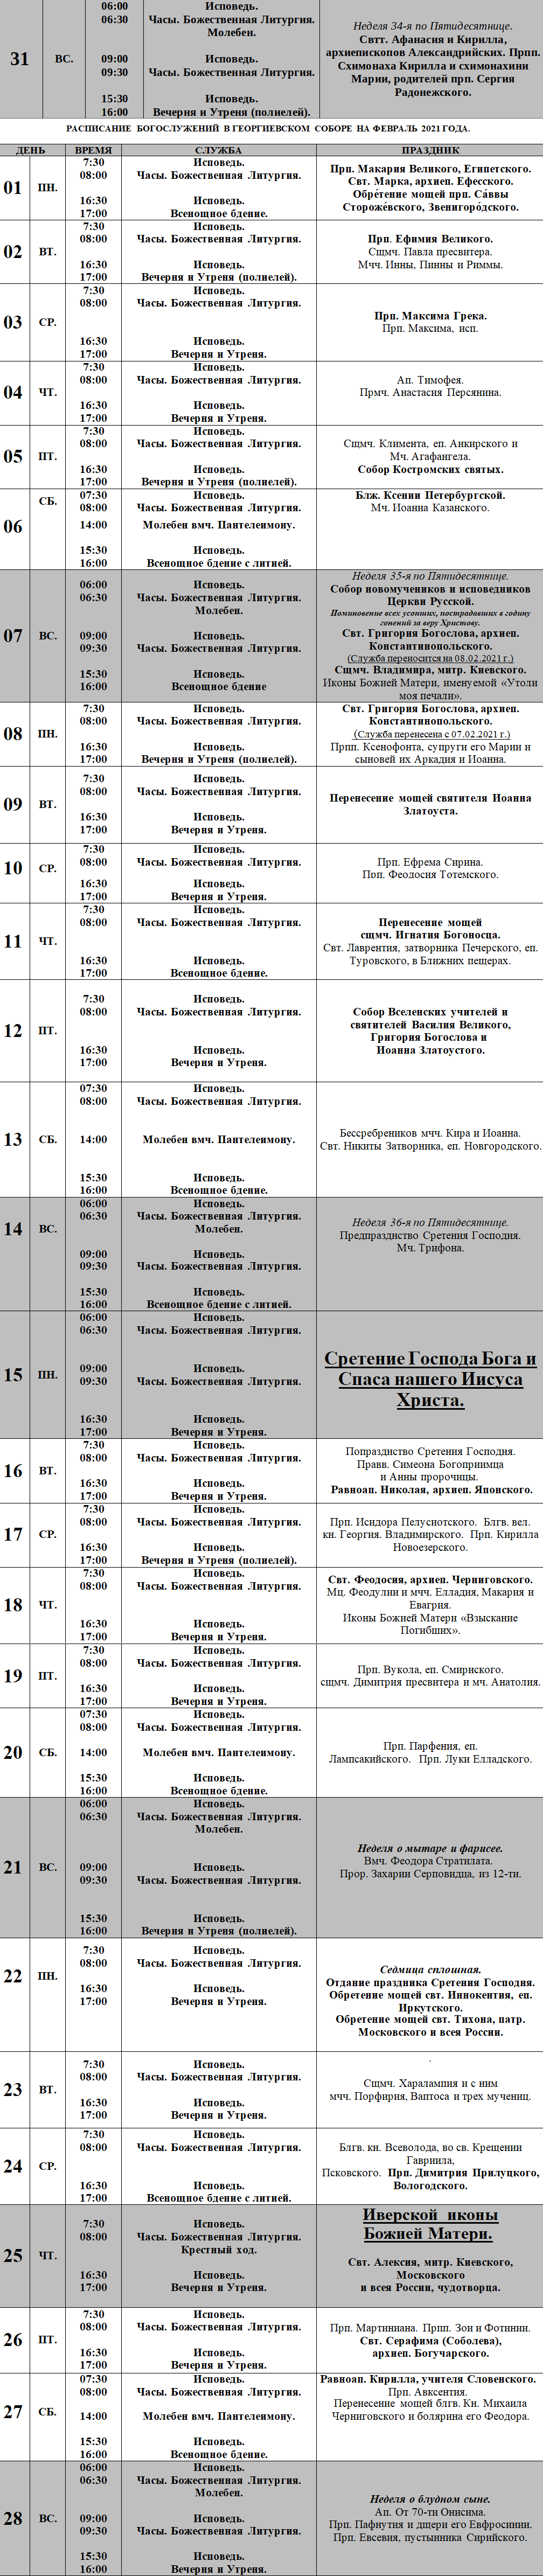 31
ВС.
06:00 Исповедь.
06:30 Часы. Божественная Литургия.
Молебен.
09:00 Исповедь.
09:30 Часы. Божественная Литургия.
15:30 Исповедь.
16:00 Вечерня и Утреня (полиелей).
Неделя 34-я по Пятидесятнице.
Свтт. Афанасия и Кирилла,
архиепископов Александрийских. Прпп.
Схимонаха Кирилла и схимонахини
Марии, родителей прп. Сергия
Радонежского.
РАСПИСАНИЕ БОГОСЛУЖЕНИЙ В ГЕОРГИЕВСКОМ СОБОРЕ НА ФЕВРАЛЬ 2021 ГОДА.
ДЕНЬ ВРЕМЯ СЛУЖБА ПРАЗДНИК
01
ПН.
7:30 Исповедь.
08:00 Часы. Божественная Литургия.
16:30 Исповедь.
17:00 Всенощное бдение.
Прп. Макария Великого, Египетского.
Свт. Марка, архиеп. Ефесского.
Обре́тение мощей прп. Са́ввы
Стороже́вского, Звенигоро́дского.
02
ВТ.
7:30 Исповедь.
08:00 Часы. Божественная Литургия.
16:30 Исповедь.
17:00 Вечерня и Утреня (полиелей).
Прп. Ефимия Великого.
Сщмч. Павла пресвитера.
Мчч. Инны, Пинны и Риммы.
03
СР.
7:30 Исповедь.
08:00 Часы. Божественная Литургия.
16:30 Исповедь.
17:00 Вечерня и Утреня.
Прп. Максима Грека.
Прп. Максима, исп.
04
ЧТ.
7:30 Исповедь.
08:00 Часы. Божественная Литургия.
16:30 Исповедь.
17:00 Вечерня и Утреня.
Ап. Тимофея.
Прмч. Анастасия Персянина.
05
ПТ.
7:30 Исповедь.
08:00 Часы. Божественная Литургия.
16:30 Исповедь.
17:00 Вечерня и Утреня (полиелей).
Сщмч. Климента, еп. Анкирского и
Мч. Агафангела.
Собор Костромских святых.
06
СБ.
07:30 Исповедь.
08:00 Часы. Божественная Литургия.
14:00 Молебен вмч. Пантелеимону.
15:30 Исповедь.
16:00 Всенощное бдение с литией.
Блж. Ксении Петербургской.
Мч. Иоанна Казанского.
07
ВС.
06:00 Исповедь.
06:30 Часы. Божественная Литургия.
Молебен.
09:00 Исповедь.
09:30 Часы. Божественная Литургия.
15:30 Исповедь.
16:00 Всенощное бдение
Неделя 35-я по Пятидесятнице.
Собор новомучеников и исповедников
Церкви Русской.
Поминовение всех усопших, пострадавших в годину
гонений за веру Христову.
Свт. Григория Богослова, архиеп.
Константинопольского.
(Служба переносится на 08.02.2021 г.)
Сщмч. Владимира, митр. Киевского.
Иконы Божией Матери, именуемой «Утоли
моя печали».
08
ПН.
7:30 Исповедь.
08:00 Часы. Божественная Литургия.
16:30 Исповедь.
17:00 Вечерня и Утреня (полиелей).
Свт. Григория Богослова, архиеп.
Константинопольского.
(Служба перенесена с 07.02.2021 г.)
Прпп. Ксенофонта, супруги его Марии и
сыновей их Аркадия и Иоанна.
09
ВТ.
7:30 Исповедь.
08:00 Часы. Божественная Литургия.
16:30 Исповедь.
17:00 Вечерня и Утреня.
Перенесение мощей святителя Иоанна
Златоуста.
10
СР.
7:30 Исповедь.
08:00 Часы. Божественная Литургия.
16:30 Исповедь.
17:00 Вечерня и Утреня.
Прп. Ефрема Сирина.
Прп. Феодосия Тотемского.
11
ЧТ.
7:30 Исповедь.
08:00 Часы. Божественная Литургия.
16:30 Исповедь.
17:00 Всенощное бдение.
Перенесение мощей
сщмч. Игнатия Богоносца.
Свт. Лаврентия, затворника Печерского, еп.
Туровского, в Ближних пещерах.
12
ПТ.
7:30 Исповедь.
08:00 Часы. Божественная Литургия.
16:30 Исповедь.
17:00 Вечерня и Утреня.
Собор Вселенских учителей и
святителей Василия Великого,
Григория Богослова и
Иоанна Златоустого.
13
СБ.
07:30 Исповедь.
08:00 Часы. Божественная Литургия.
14:00 Молебен вмч. Пантелеимону.
15:30 Исповедь.
16:00 Всенощное бдение.
Бессребреников мчч. Кира и Иоанна.
Свт. Никиты Затворника, еп. Новгородского.
14
ВС.
06:00 Исповедь.
06:30 Часы. Божественная Литургия.
Молебен.
09:00 Исповедь.
09:30 Часы. Божественная Литургия.
15:30 Исповедь.
16:00 Всенощное бдение с литией.
Неделя 36-я по Пятидесятнице.
Предпразднство Сретения Господня.
Мч. Трифона.
15
ПН.
06:00 Исповедь.
06:30 Часы. Божественная Литургия.
09:00 Исповедь.
09:30 Часы. Божественная Литургия.
16:30 Исповедь.
17:00 Вечерня и Утреня.
Сретение Господа Бога и
Спаса нашего Иисуса
Христа.
16
ВТ.
7:30 Исповедь.
08:00 Часы. Божественная Литургия.
16:30 Исповедь.
17:00 Вечерня и Утреня.
Попразднство Сретения Господня.
Правв. Симеона Богоприимца
и Анны пророчицы.
Равноап. Николая, архиеп. Японского.
17
СР.
7:30 Исповедь.
08:00 Часы. Божественная Литургия.
16:30 Исповедь.
17:00 Вечерня и Утреня (полиелей).
Прп. Исидора Пелусиотского. Блгв. вел.
кн. Георгия. Владимирского. Прп. Кирилла
Новоезерского.
18
ЧТ.
7:30 Исповедь.
08:00 Часы. Божественная Литургия.
16:30 Исповедь.
17:00 Вечерня и Утреня.
Свт. Феодосия, архиеп. Черниговского.
Мц. Феодулии и мчч. Елладия, Макария и
Евагрия.
Иконы Божией Матери «Взыскание
Погибших».
19
ПТ.
7:30 Исповедь.
08:00 Часы. Божественная Литургия.
16:30 Исповедь.
17:00 Вечерня и Утреня.
Прп. Вукола, еп. Смирнского.
сщмч. Димитрия пресвитера и мч. Анатолия.
20
СБ.
07:30 Исповедь.
08:00 Часы. Божественная Литургия.
14:00 Молебен вмч. Пантелеимону.
15:30 Исповедь.
16:00 Всенощное бдение.
Прп. Парфения, еп.
Лампсакийского. Прп. Луки Елладского.
21
ВС.
06:00 Исповедь.
06:30 Часы. Божественная Литургия.
Молебен.
09:00 Исповедь.
09:30 Часы. Божественная Литургия.
15:30 Исповедь.
16:00 Вечерня и Утреня (полиелей).
Неделя о мытаре и фарисее.
Вмч. Феодора Стратилата.
Прор. Захарии Серповидца, из 12-ти.
22
ПН.
7:30 Исповедь.
08:00 Часы. Божественная Литургия.
16:30 Исповедь.
17:00 Вечерня и Утреня.
Седмица сплошная.
Отдание праздника Сретения Господня.
Обретение мощей свт. Иннокентия, еп.
Иркутского.
Обретение мощей свт. Тихона, патр.
Московского и всея России.
23
ВТ.
7:30 Исповедь.
08:00 Часы. Божественная Литургия.
16:30 Исповедь.
17:00 Вечерня и Утреня.
.
Сщмч. Харалампия и с ним
мчч. Порфирия, Ваптоса и трех мучениц.
24
СР.
7:30 Исповедь.
08:00 Часы. Божественная Литургия.
16:30 Исповедь.
17:00 Всенощное бдение с литией.
Блгв. кн. Всеволода, во св. Крещении
Гавриила,
Псковского. Прп. Димитрия Прилуцкого,
Вологодского.
25
ЧТ.
7:30 Исповедь.
08:00 Часы. Божественная Литургия.
Крестный ход.
16:30 Исповедь.
17:00 Вечерня и Утреня.
Иверской иконы
Божией Матери.
Свт. Алексия, митр. Киевского,
Московского
и всея России, чудотворца.
26
ПТ.
7:30 Исповедь.
08:00 Часы. Божественная Литургия.
16:30 Исповедь.
17:00 Вечерня и Утреня.
Прп. Мартиниана. Прпп. Зои и Фотинии.
Свт. Серафима (Соболева),
архиеп. Богучарского.
27
СБ.
07:30 Исповедь.
08:00 Часы. Божественная Литургия.
14:00 Молебен вмч. Пантелеимону.
15:30 Исповедь.
16:00 Всенощное бдение.
Равноап. Кирилла, учителя Словенского.
Прп. Авксентия.
Перенесение мощей блгв. Кн. Михаила
Черниговского и болярина его Феодора.
28
ВС.
06:00 Исповедь.
06:30 Часы. Божественная Литургия.
Молебен.
09:00 Исповедь.
09:30 Часы. Божественная Литургия.
15:30 Исповедь.
16:00 Вечерня и Утреня.
Неделя о блудном сыне.
Ап. От 70-ти Онисима.
Прп. Пафнутия и дщери его Евфросинии.
Прп. Евсевия, пустынника Сирийского.